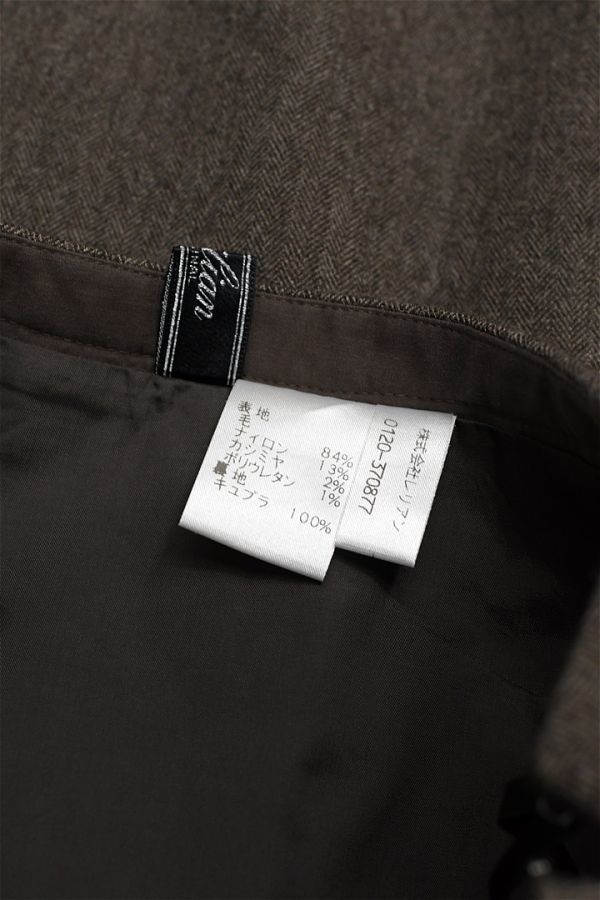 lian
表 地
毛 84%
ナイロン 13%
カシミヤ 2%
ポリウレタン 1%
裏 地
キュプラ 100%
株式会社レリアン
0120-370877